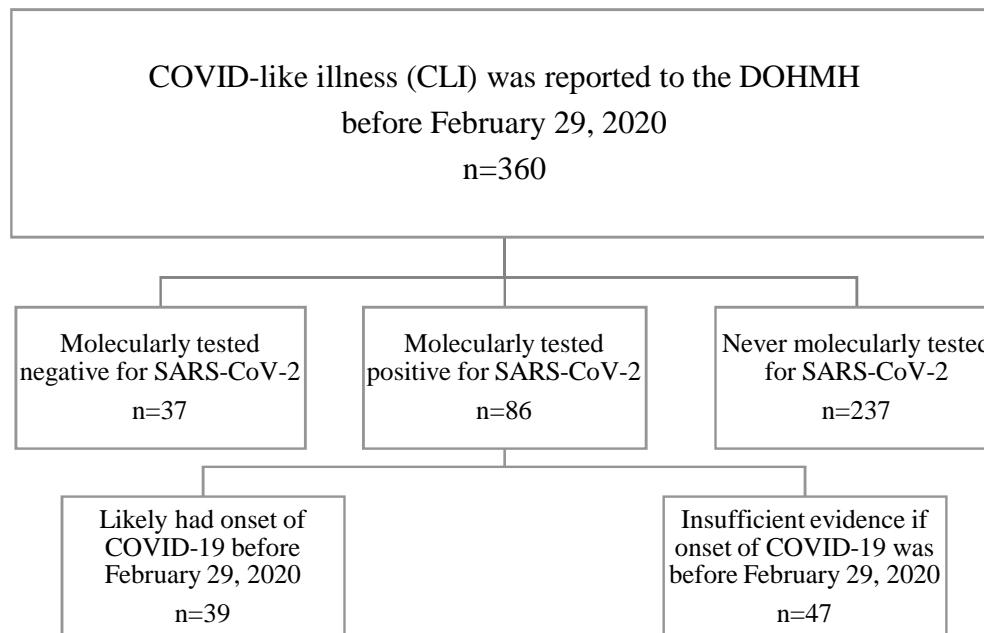 COVID-like illness (CLI) was reported to the DOHMH
before February 29, 2020
n=360
Molecularly tested
negative for SARS-CoV-2
n=37
Molecularly tested
positive for SARS-CoV-2
n=86
Never molecularly tested
for SARS-CoV-2
n=237
Likely had onset of
COVID-19 before
February 29, 2020
n=39
Insufficient evidence if
onset of COVID-19 was
before February 29, 2020
n=47